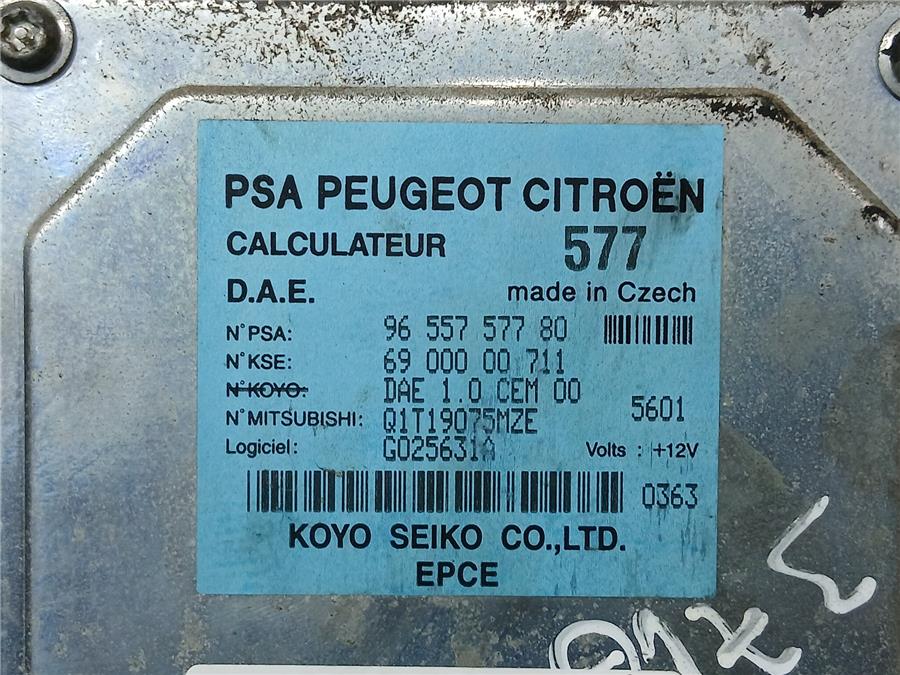 PSA PEUGEOT CITROËN
CALCULATEUR 577
D.A.E. made in Czech
N°PSA: 96 557 577 80
N°KSE: 69 000 00 711
N°KOYO: DAE 1.0 CEM 00
N°MITSUBISHI: Q1T19075MZE 5601
Logiciel: G025631A Volts : +12V
0363
KOYO SEIKO CO.,LTD.
EPCE